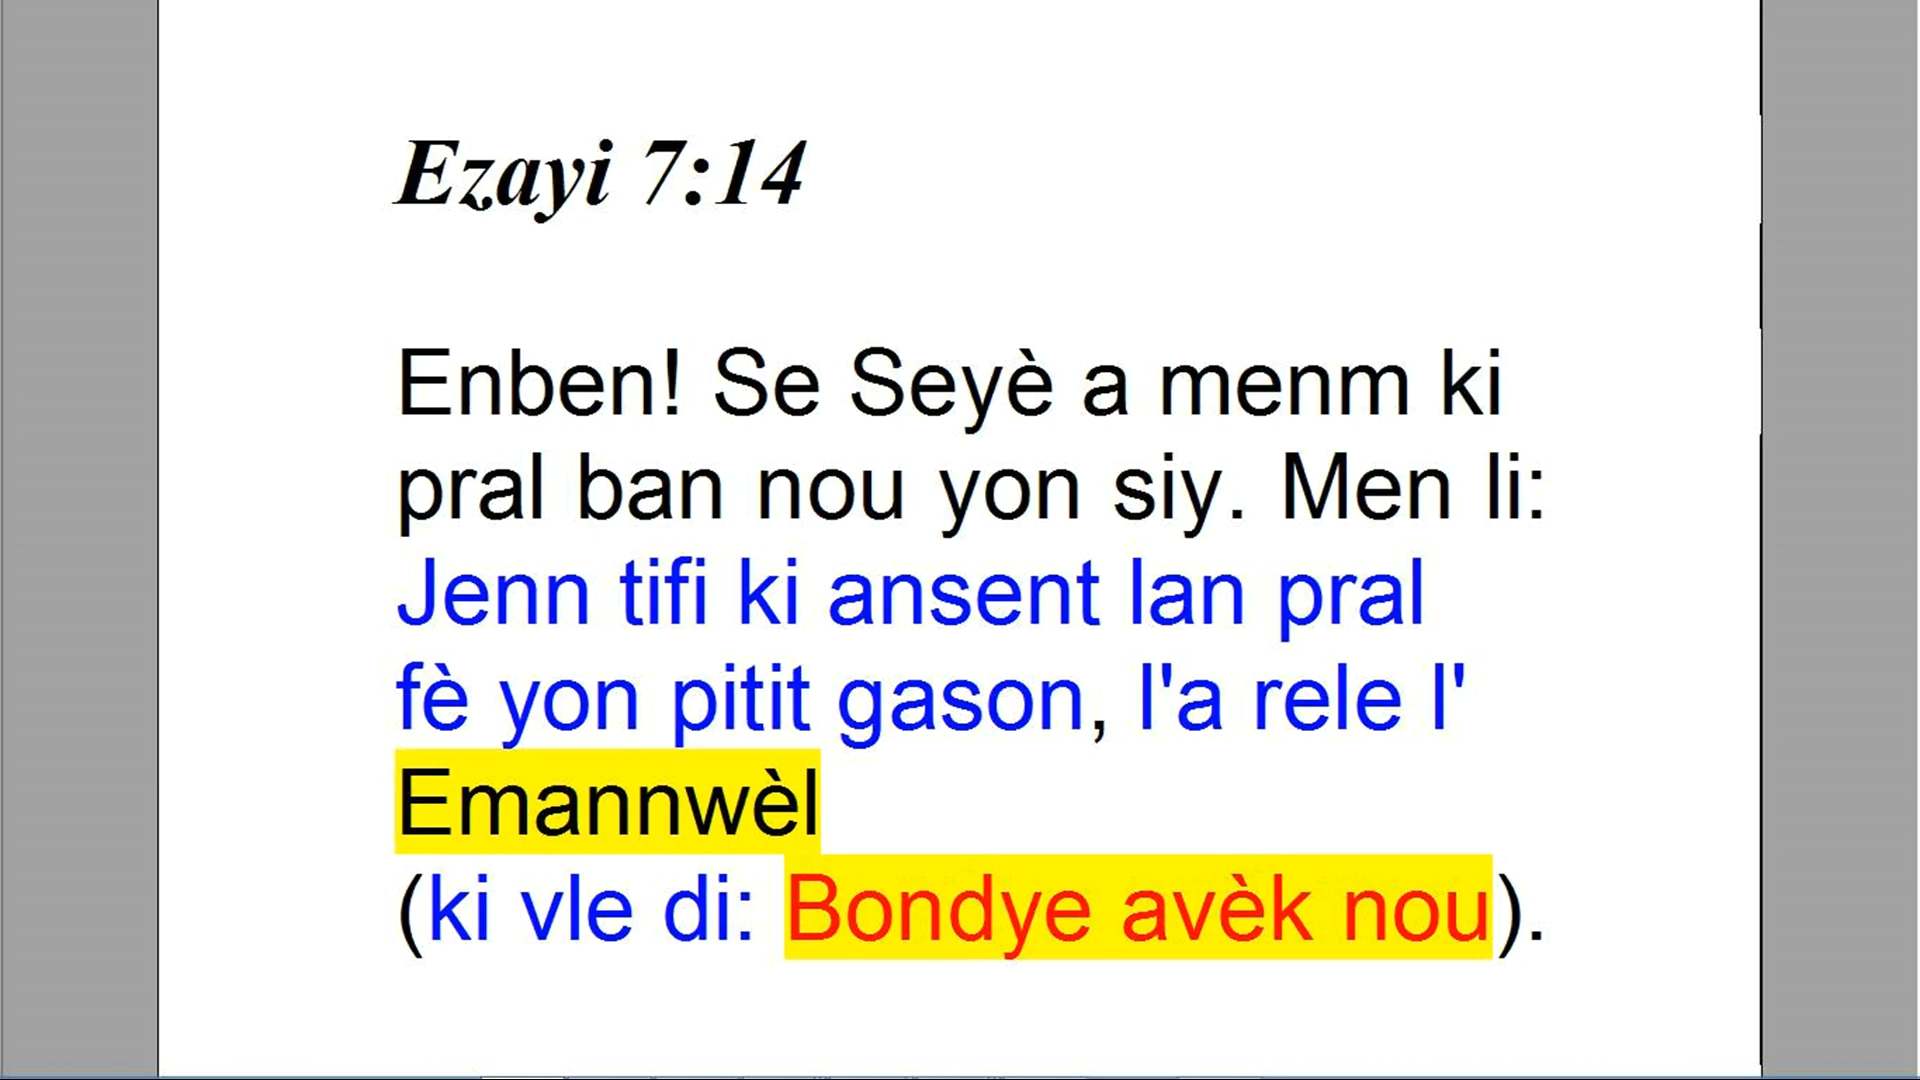 Ezayi 7:14
Enben! Se Seyè a menm ki
pral ban nou yon siy. Men li:
Jenn tifi ki ansent lan pral
fè yon pitit gason, l'a rele l'
Emannwèl
(ki vle di: Bondye avèk nou).